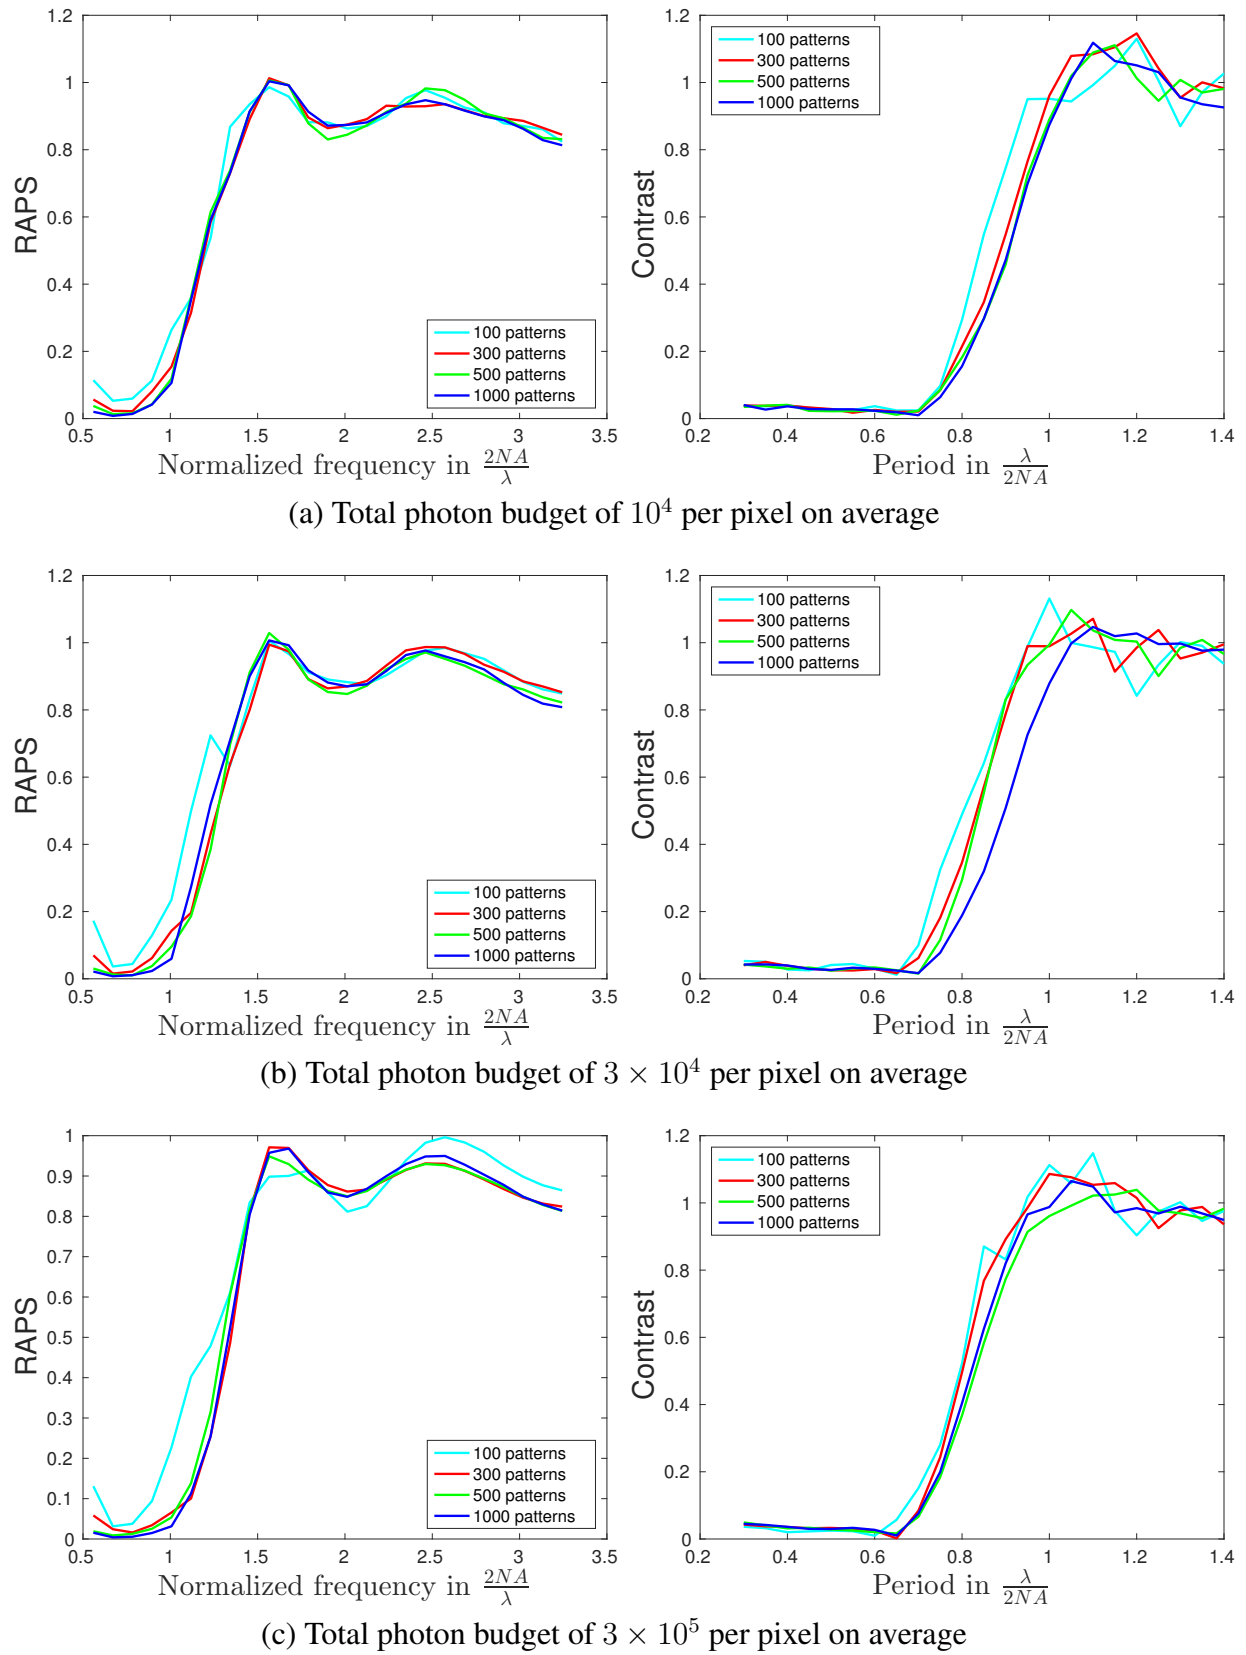 1.2
1
0.8
0.6
0.4
0.2
0
RAPS
0.5 1 1.5 2 2.5 3 3.5
Normalized frequency in 2NA/λ
100 patterns
300 patterns
500 patterns
1000 patterns
1.2
1
0.8
0.6
0.4
0.2
0
Contrast
0.2 0.4 0.6 0.8 1 1.2 1.4
Period in λ/2NA
100 patterns
300 patterns
500 patterns
1000 patterns
(a) Total photon budget of 10⁴ per pixel on average
1.2
1
0.8
0.6
0.4
0.2
0
RAPS
0.5 1 1.5 2 2.5 3 3.5
Normalized frequency in 2NA/λ
100 patterns
300 patterns
500 patterns
1000 patterns
1.2
1
0.8
0.6
0.4
0.2
0
Contrast
0.2 0.4 0.6 0.8 1 1.2 1.4
Period in λ/2NA
100 patterns
300 patterns
500 patterns
1000 patterns
(b) Total photon budget of 3 × 10⁴ per pixel on average
1
0.9
0.8
0.7
0.6
0.5
0.4
0.3
0.2
0.1
0
RAPS
0.5 1 1.5 2 2.5 3 3.5
Normalized frequency in 2NA/λ
100 patterns
300 patterns
500 patterns
1000 patterns
1.2
1
0.8
0.6
0.4
0.2
0
Contrast
0.2 0.4 0.6 0.8 1 1.2 1.4
Period in λ/2NA
100 patterns
300 patterns
500 patterns
1000 patterns
(c) Total photon budget of 3 × 10⁵ per pixel on average